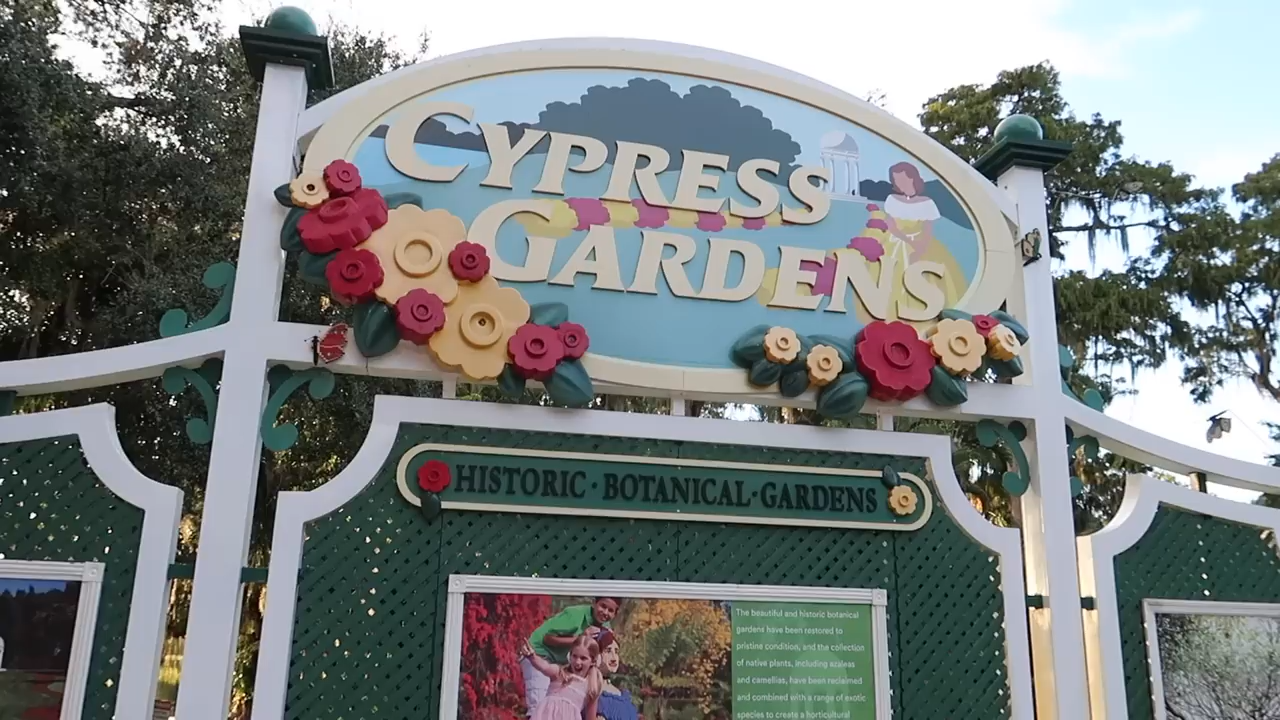 CYPRESS
GARDENS
HISTORIC · BOTANICAL · GARDENS
The beautiful and historic botanical
gardens have been restored to
pristine condition, and the collection
of native plants, including azaleas
and camellias, have been reclaimed
and combined with a range of exotic
species to create a horticultural